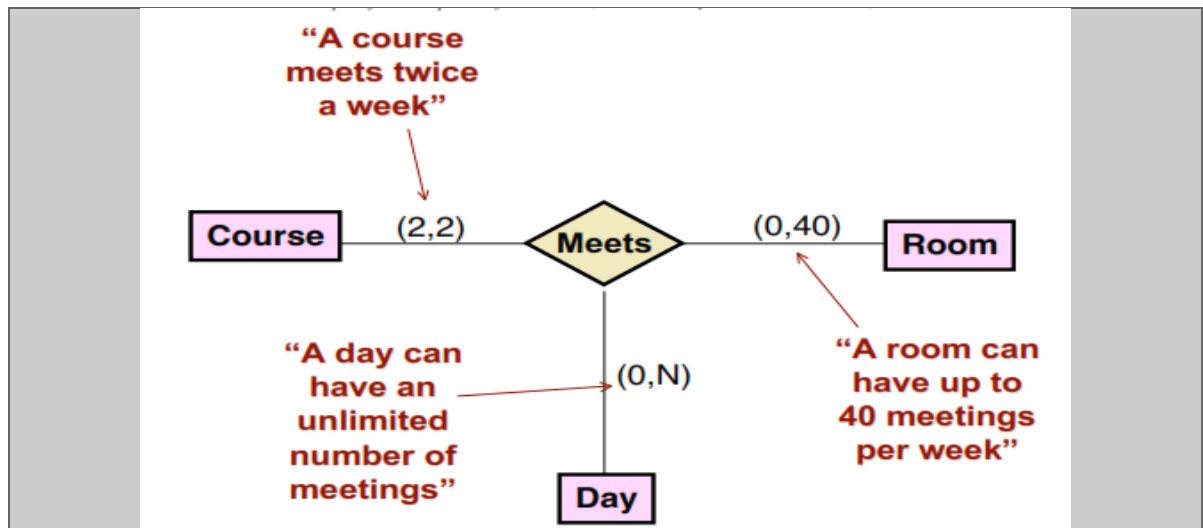 “A course
meets twice
a week”
Course
(2,2)
Meets
(0,40)
Room
“A day can
have an
unlimited
number of
meetings”
(0,N)
“A room can
have up to
40 meetings
per week”
Day